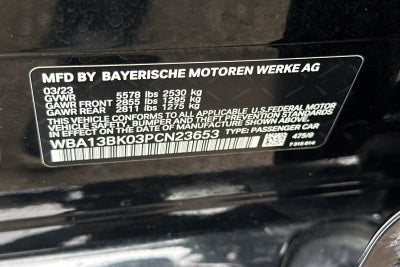 MFD BY BAYERISCHE MOTOREN WERKE AG
03/23
GVWR 5578 lbs 2530 kg
GAWR FRONT 2855 lbs 1295 kg
GAWR REAR 2811 lbs 1275 kg
THIS VEHICLE CONFORMS TO ALL APPLICABLE U.S. FEDERAL MOTOR
VEHICLE SAFETY, BUMPER, AND THEFT PREVENTION STANDARDS
IN EFFECT ON THE DATE OF MANUFACTURE SHOWN ABOVE.
WBA13BK03PCN23653 TYPE: PASSENGER CAR
475/9